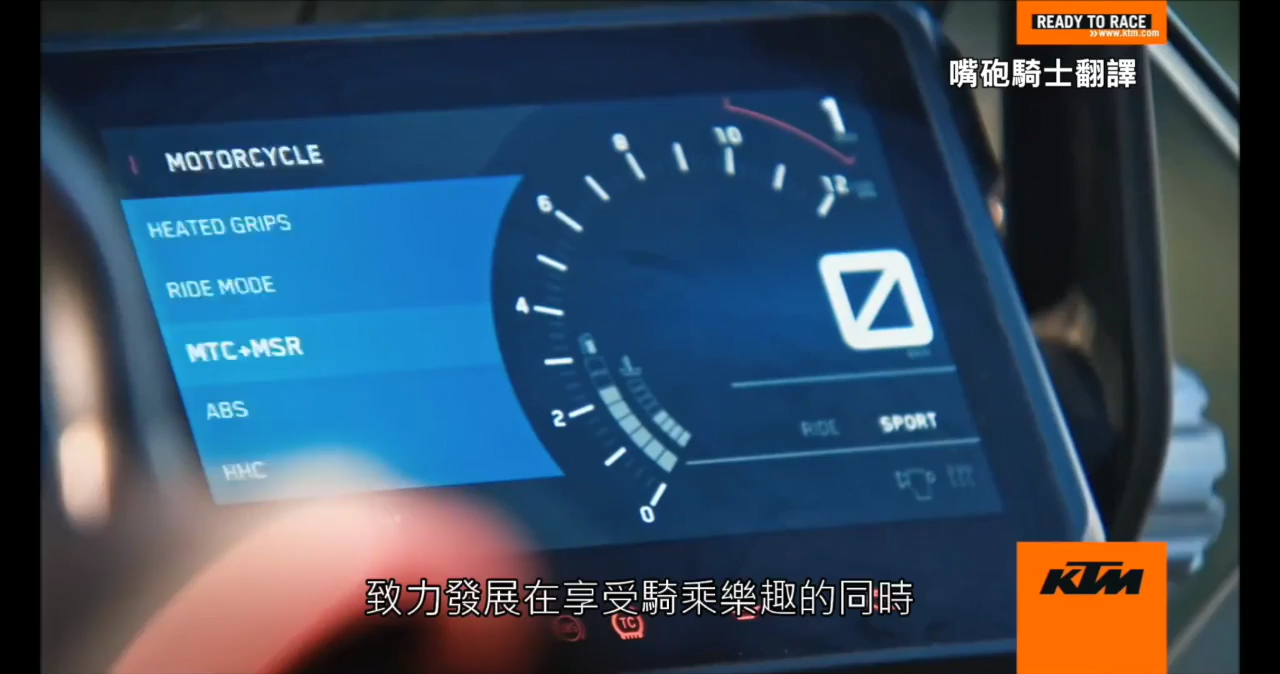 READY TO RACE
»www.ktm.com
嘴砲騎士翻譯
MOTORCYCLE
HEATED GRIPS
RIDE MODE
MTC+MSR
ABS
HHC
0
2
4
6
8
10
12
1
RIDE SPORT
致力發展在享受騎乘樂趣的同時
TC
KTM